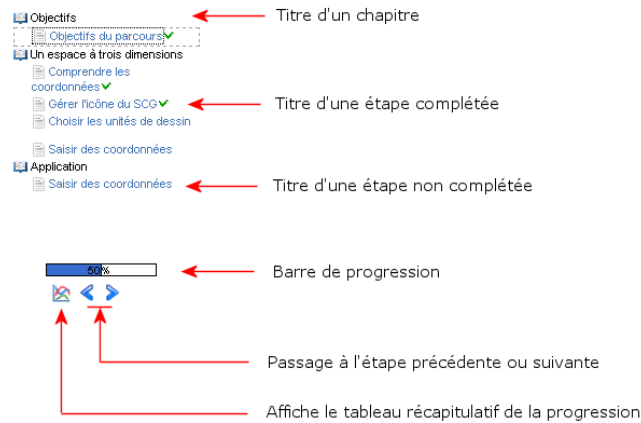 Objectifs
Titre d'un chapitre
Objectifs du parcours
Un espace à trois dimensions
Comprendre les
coordonnées
Gérer l'icône du SCG
Titre d'une étape complétée
Choisir les unités de dessin
Saisir des coordonnées
Application
Saisir des coordonnées
Titre d'une étape non complétée
50%
Barre de progression
Passage à l'étape précédente ou suivante
Affiche le tableau récapitulatif de la progression